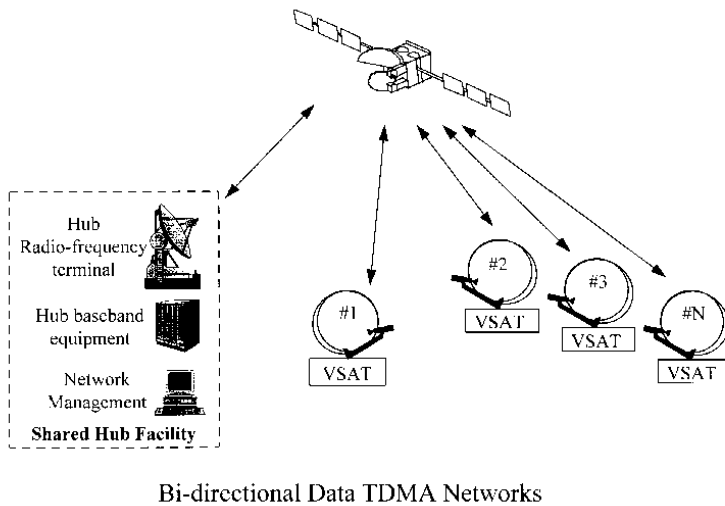 Hub
Radio-frequency
terminal
Hub baseband
equipment
Network
Management
Shared Hub Facility
#1
VSAT
#2
VSAT
#3
VSAT
#N
VSAT
Bi-directional Data TDMA Networks